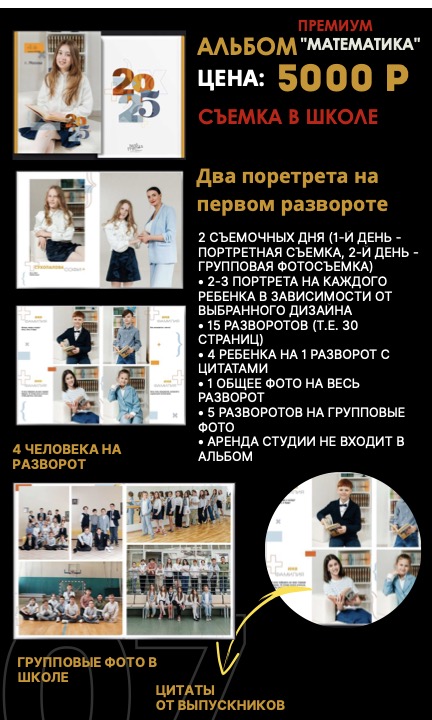 ПРЕМИУМ
АЛЬБОМ "МАТЕМАТИКА"
ЦЕНА: 5000 Р
СЪЕМКА В ШКОЛЕ
2025
Два поретрета на
первом развороте
2 СЪЕМОЧНЫХ ДНЯ (1-Й ДЕНЬ -
ПОРТРЕТНАЯ СЪЕМКА, 2-Й ДЕНЬ -
ГРУППОВАЯ ФОТОСЪЕМКА)
• 2-3 ПОРТРЕТА НА КАЖДОГО
РЕБЕНКА В ЗАВИСИМОСТИ ОТ
ВЫБРАННОГО ДИЗАЙНА
• 15 РАЗВОРОТОВ (Т.Е. 30
СТРАНИЦ)
• 4 РЕБЕНКА НА 1 РАЗВОРОТ С
ЦИТАТАМИ
• 1 ОБЩЕЕ ФОТО НА ВЕСЬ
РАЗВОРОТ
• 5 РАЗВОРОТОВ НА ГРУППОВЫЕ
ФОТО
• АРЕНДА СТУДИИ НЕ ВХОДИТ В
АЛЬБОМ
4 ЧЕЛОВЕКА НА
РАЗВОРОТ
ГРУППОВЫЕ ФОТО В
ШКОЛЕ
ЦИТАТЫ
ОТ ВЫПУСКНИКОВ